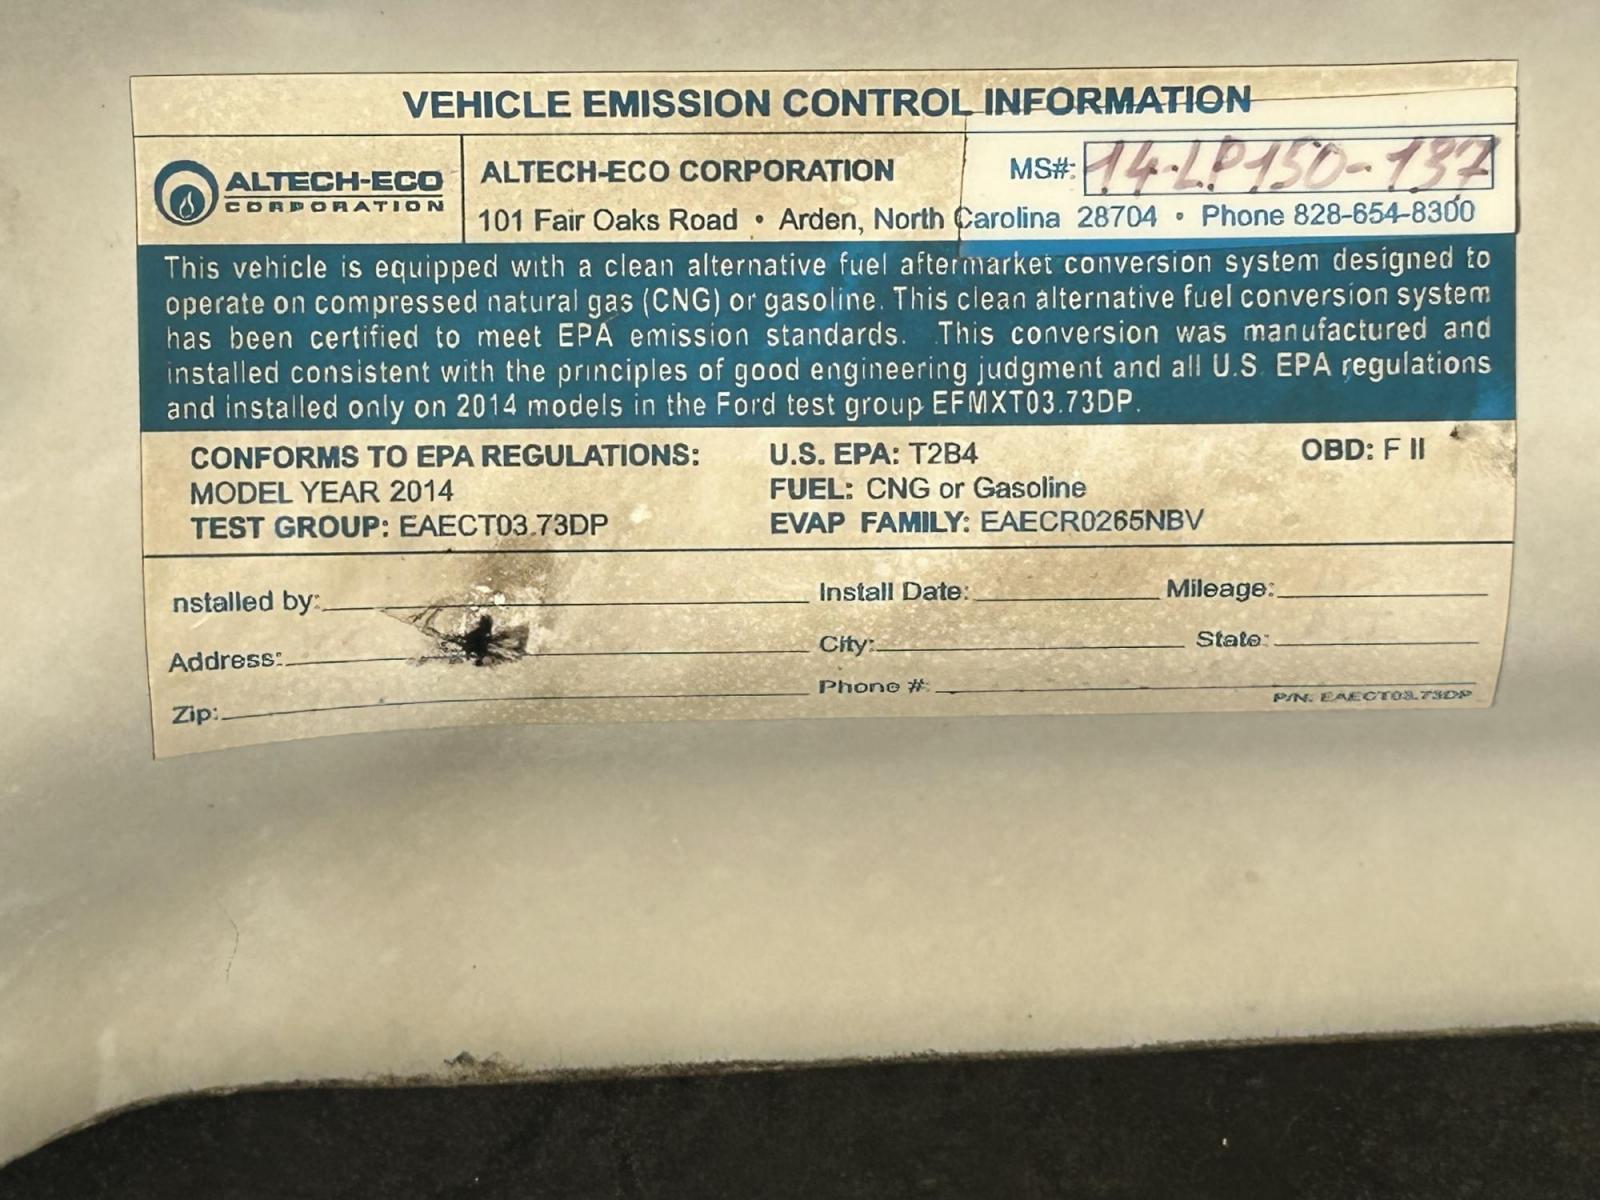 VEHICLE EMISSION CONTROL INFORMATION
ALTECH-ECO
CORPORATION
ALTECH-ECO CORPORATION
MS#: 14-LP150-137
101 Fair Oaks Road • Arden, North Carolina 28704 • Phone 828-654-8300
This vehicle is equipped with a clean alternative fuel aftermarket conversion system designed to
operate on compressed natural gas (CNG) or gasoline. This clean alternative fuel conversion system
has been certified to meet EPA emission standards. This conversion was manufactured and
installed consistent with the principles of good engineering judgment and all U.S. EPA regulations
and installed only on 2014 models in the Ford test group EFMXT03.73DP.
CONFORMS TO EPA REGULATIONS:
MODEL YEAR 2014
TEST GROUP: EAECT03.73DP
U.S. EPA: T2B4
FUEL: CNG or Gasoline
EVAP FAMILY: EAECR0265NBV
OBD: F II
nstalled by: Install Date: Mileage:
Address: City: State:
Zip: Phone #:
P/N: EAECT03.73DP